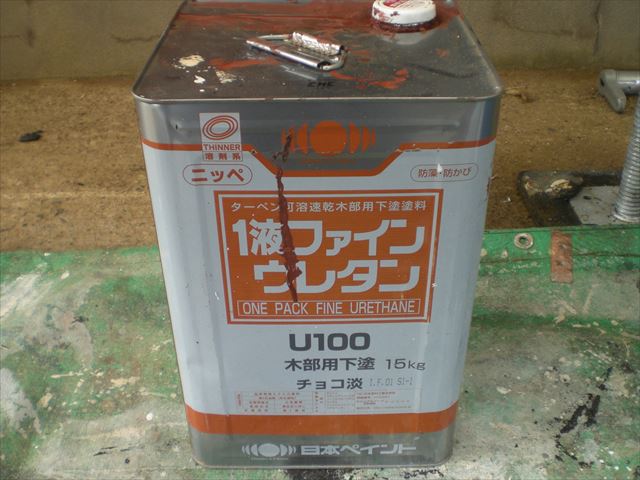 THINNER
溶剤系
ニッペ
防藻・防かび
ターペン可溶速乾木部用下塗塗料
1液ファイン
ウレタン
ONE PACK FINE URETHANE
U100
木部用下塗 15kg
チョコ淡
日本ペイント